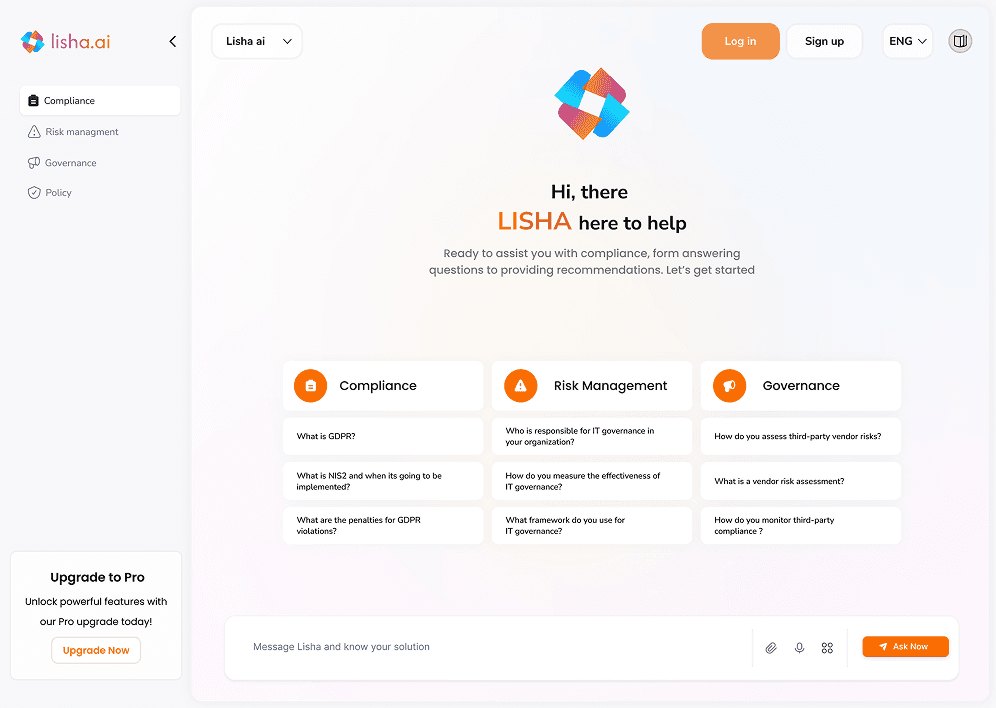 lisha.ai
Compliance
Risk managment
Governance
Policy
Upgrade to Pro
Unlock powerful features with
our Pro upgrade today!
Upgrade Now
Lisha ai
Log in
Sign up
ENG
Hi, there
LISHA here to help
Ready to assist you with compliance, form answering
questions to providing recommendations. Let's get started
Compliance
What is GDPR?
What is NIS2 and when its going to be
implemented?
What are the penalties for GDPR
violations?
Risk Management
Who is responsible for IT governance in
your organization?
How do you measure the effectiveness of
IT governance?
What framework do you use for
IT governance?
Governance
How do you assess third-party vendor risks?
What is a vendor risk assessment?
How do you monitor third-party
compliance ?
Message Lisha and know your solution
Ask Now